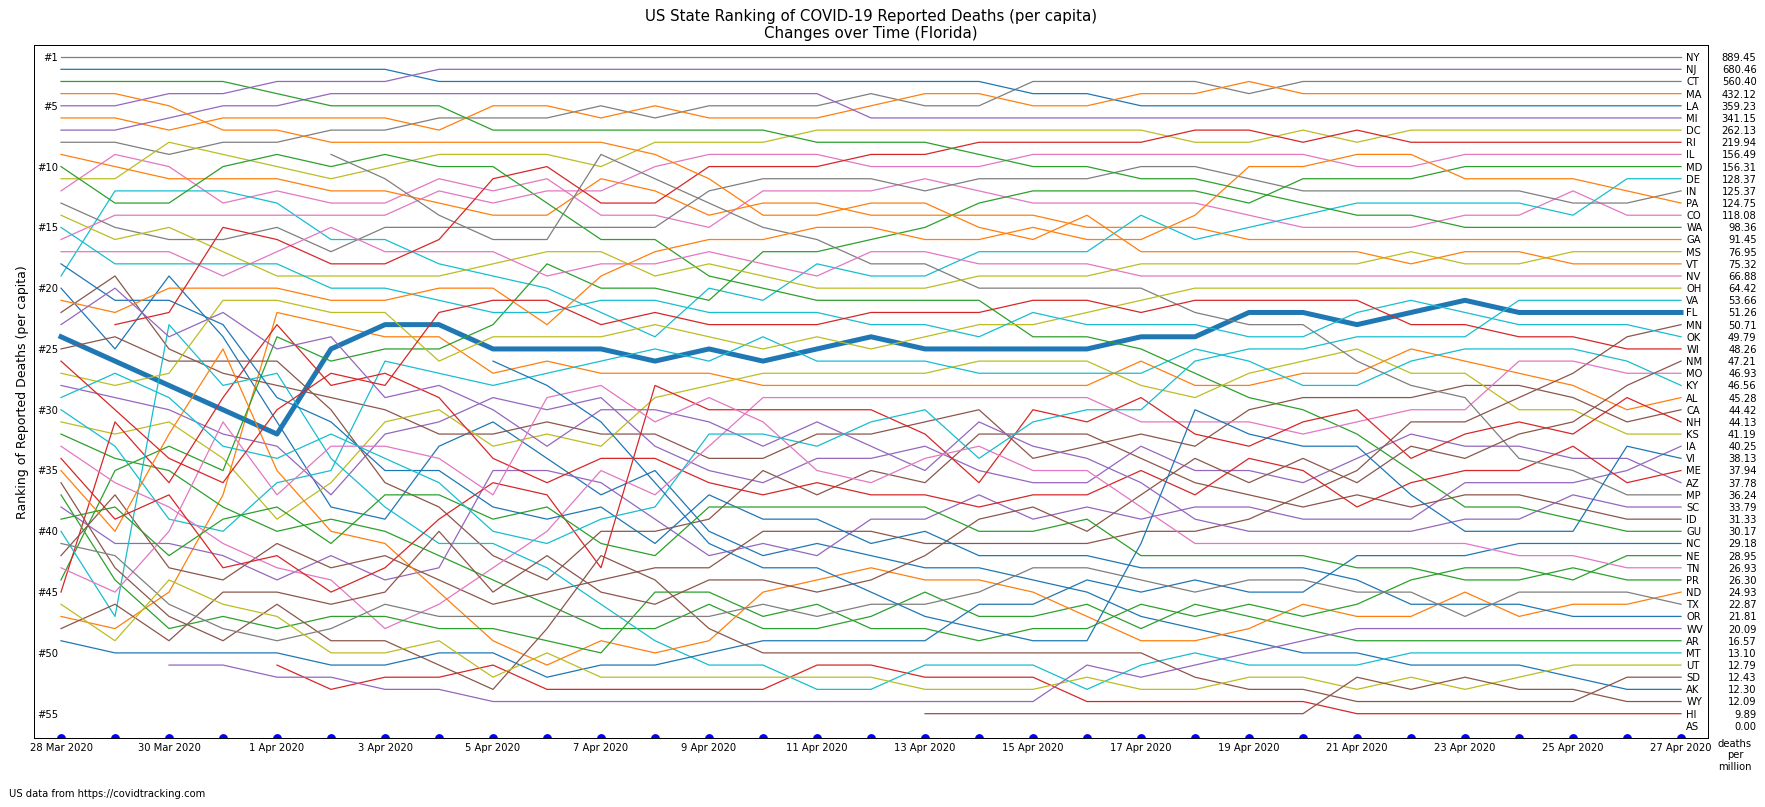 US State Ranking of COVID-19 Reported Deaths (per capita)
Changes over Time (Florida)
Ranking of Reported Deaths (per capita)
#1
#5
#10
#15
#20
#25
#30
#35
#40
#45
#50
#55
NY 889.45
NJ 680.46
CT 560.40
MA 432.12
LA 359.23
MI 341.15
DC 262.13
RI 219.94
IL 156.49
MD 156.31
DE 128.37
IN 125.37
PA 124.75
CO 118.08
WA 98.36
GA 91.45
MS 76.95
VT 75.32
NV 66.88
OH 64.42
VA 53.66
FL 51.26
MN 50.71
OK 49.79
WI 48.26
NM 47.21
MO 46.93
KY 46.56
AL 45.28
CA 44.42
NH 44.13
KS 41.19
IA 40.25
VI 38.13
ME 37.94
AZ 37.78
MP 36.24
SC 33.79
ID 31.33
GU 30.17
NC 29.18
NE 28.95
TN 26.93
PR 26.30
ND 24.93
TX 22.87
OR 21.81
WV 20.09
AR 16.57
MT 13.10
UT 12.79
SD 12.43
AK 12.30
WY 12.09
HI 9.89
AS 0.00
28 Mar 2020 30 Mar 2020 1 Apr 2020 3 Apr 2020 5 Apr 2020 7 Apr 2020 9 Apr 2020 11 Apr 2020 13 Apr 2020 15 Apr 2020 17 Apr 2020 19 Apr 2020 21 Apr 2020 23 Apr 2020 25 Apr 2020 27 Apr 2020
deaths
per
million
US data from https://covidtracking.com